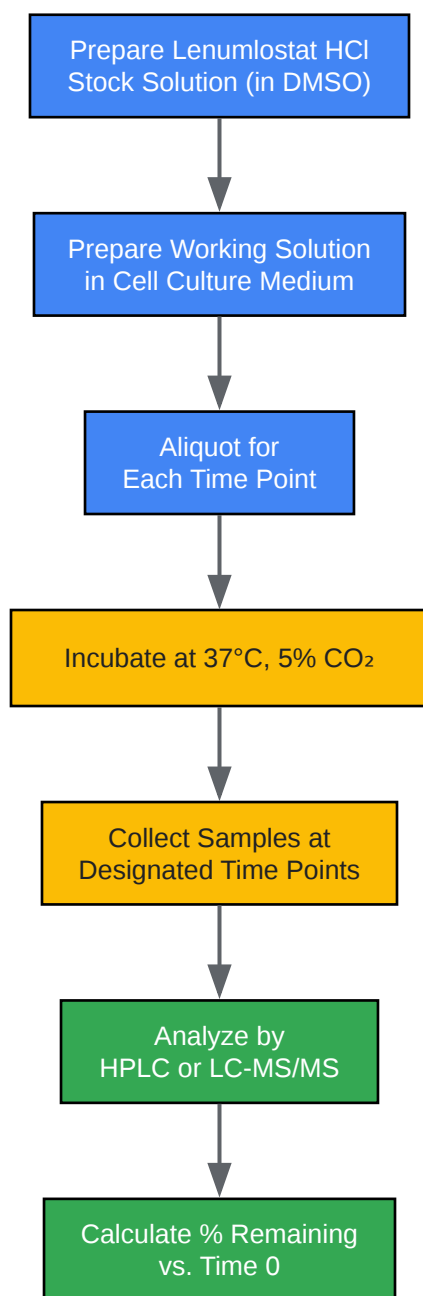 Prepare Lenumlostat HCl
Stock Solution (in DMSO)
Prepare Working Solution
in Cell Culture Medium
Aliquot for
Each Time Point
Incubate at 37°C, 5% CO₂
Collect Samples at
Designated Time Points
Analyze by
HPLC or LC-MS/MS
Calculate % Remaining
vs. Time 0